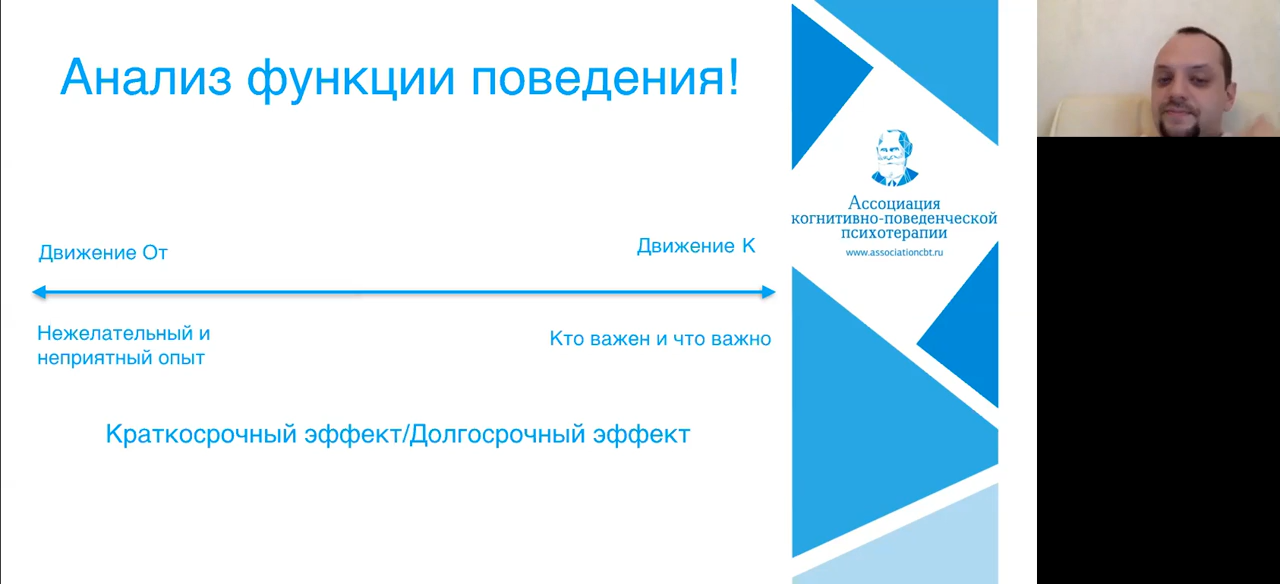 Анализ функции поведения!
Движение От
Движение К
Нежелательный и
неприятный опыт
Кто важен и что важно
Краткосрочный эффект/Долгосрочный эффект
Ассоциация
когнитивно-поведенческой
психотерапии
www.associationcbt.ru